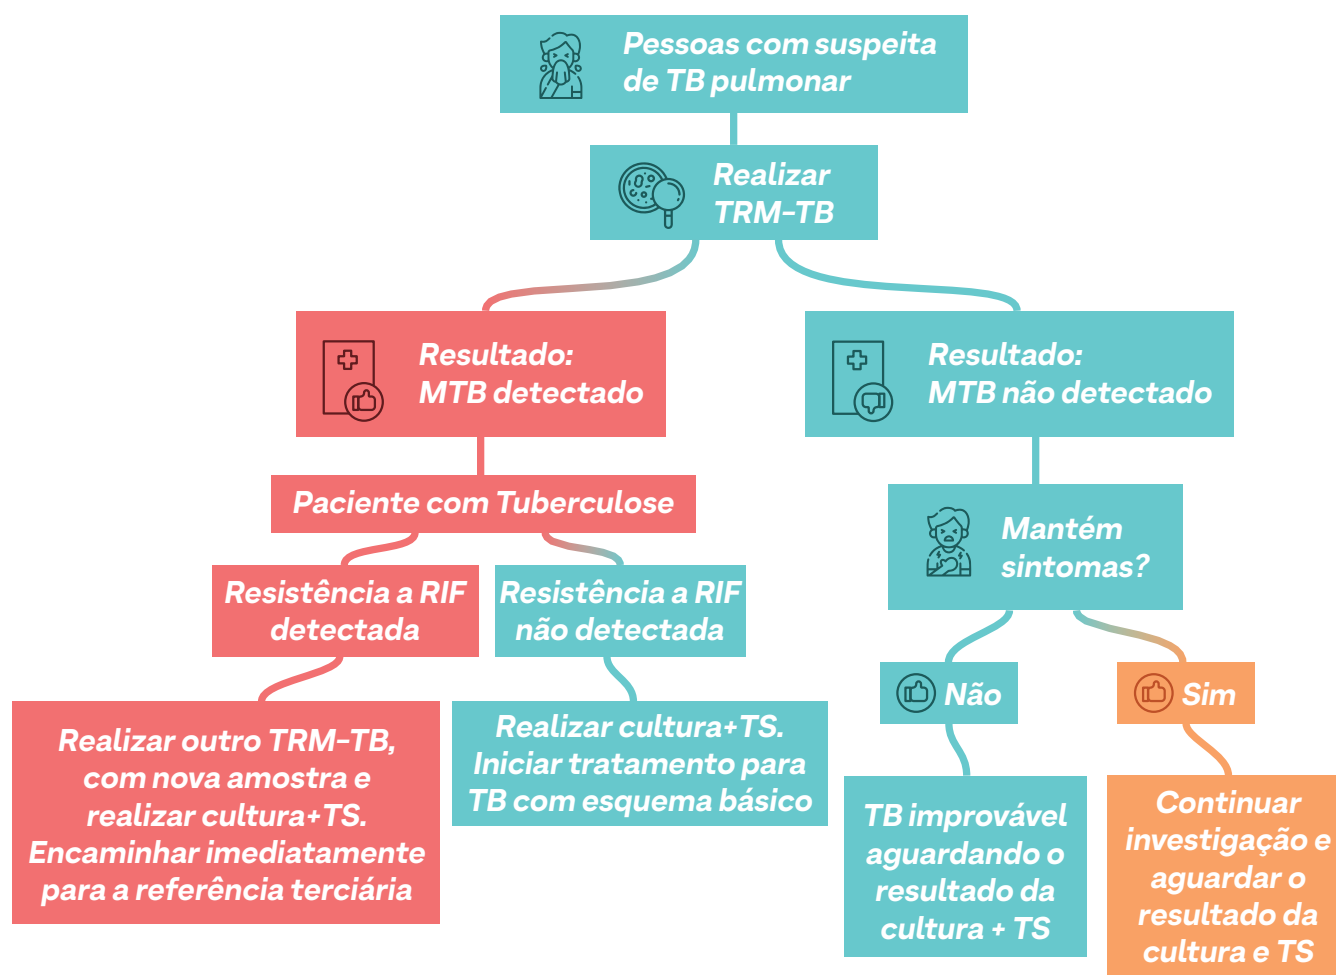 Pessoas com suspeita
de TB pulmonar
Realizar
TRM-TB
Resultado:
MTB detectado
Resultado:
MTB não detectado
Paciente com Tuberculose
Mantém
sintomas?
Resistência a RIF
detectada
Resistência a RIF
não detectada
Não
Sim
Realizar outro TRM-TB,
com nova amostra e
realizar cultura+TS.
Encaminhar imediatamente
para a referência terciária
Realizar cultura+TS.
Iniciar tratamento para
TB com esquema básico
TB improvável
aguardando o
resultado da
cultura + TS
Continuar
investigação e
aguardar o
resultado da
cultura e TS